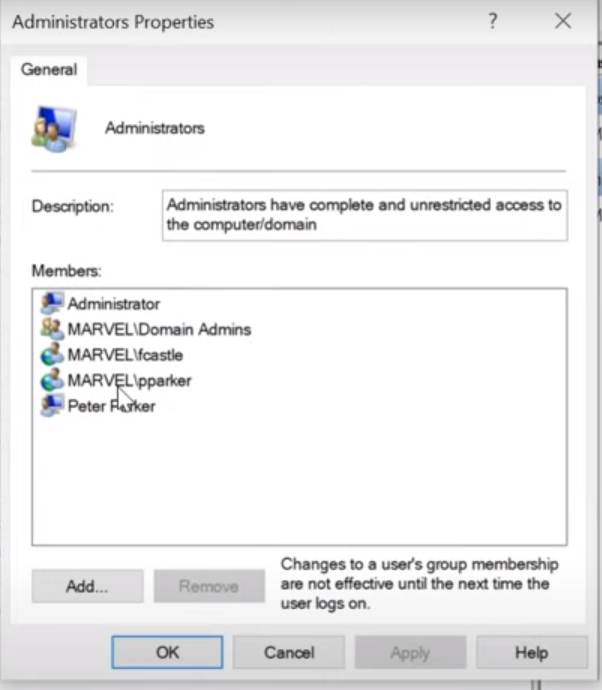 Administrators Properties
?
General
Administrators
Description:
Administrators have complete and unrestricted access to
the computer/domain
Members:
Administrator
MARVEL\Domain Admins
MARVEL\fcastle
MARVEL\pparker
Peter Parker
Add...
Remove
Changes to a user's group membership
are not effective until the next time the
user logs on.
OK
Cancel
Apply
Help